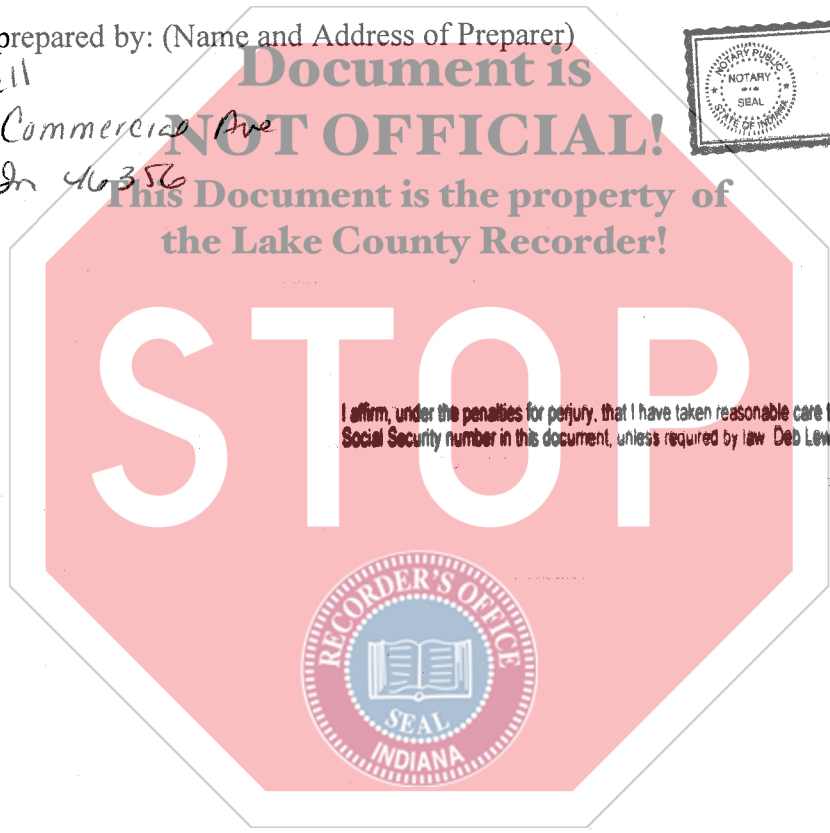 prepared by: (Name and Address of Preparer)
ll
Commercial Ave
In 46356
NOTARY PUBLIC
NOTARY
SEAL
STATE OF INDIANA
Document is
NOT OFFICIAL!
This Document is the property of
the Lake County Recorder!
STOP
I affirm, under the penalties for perjury, that I have taken reasonable care t
Social Security number in this document, unless required by law Deb Lew
RECORDER'S OFFICE
SEAL
INDIANA